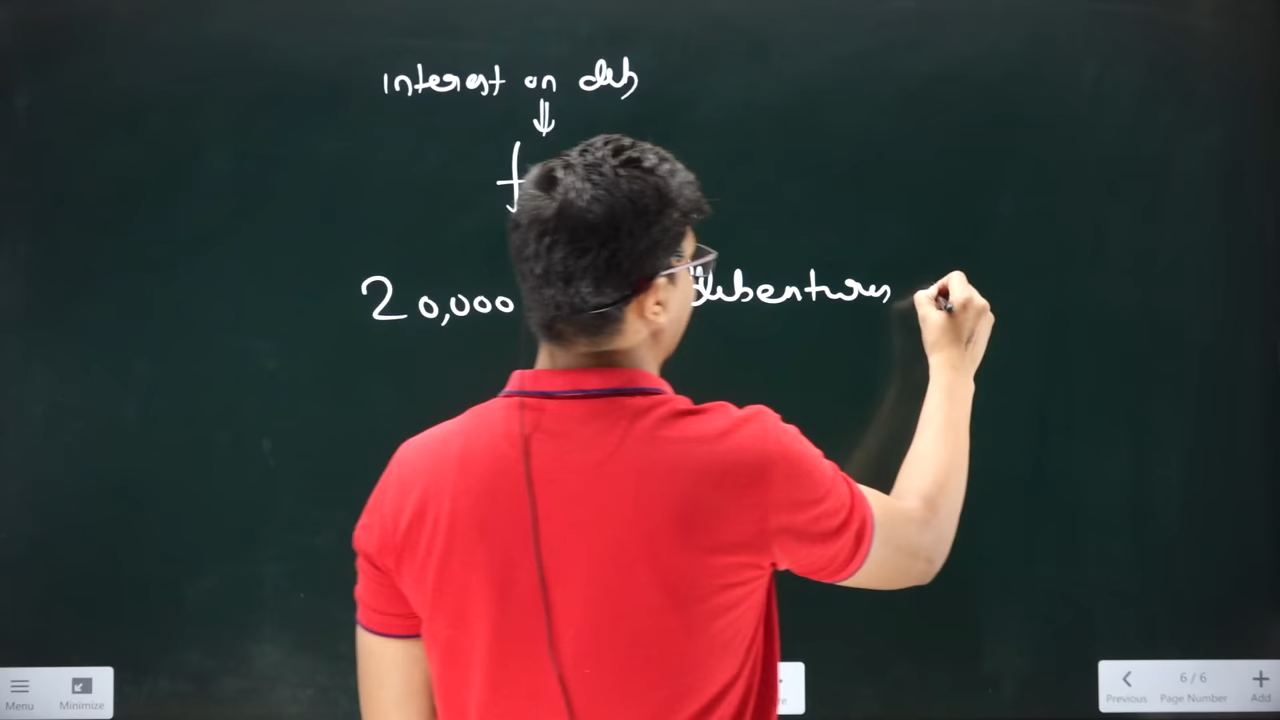 interest on deb
20,000 debentures
Menu
Minimize
Previous
6 / 6
Page Number
Add